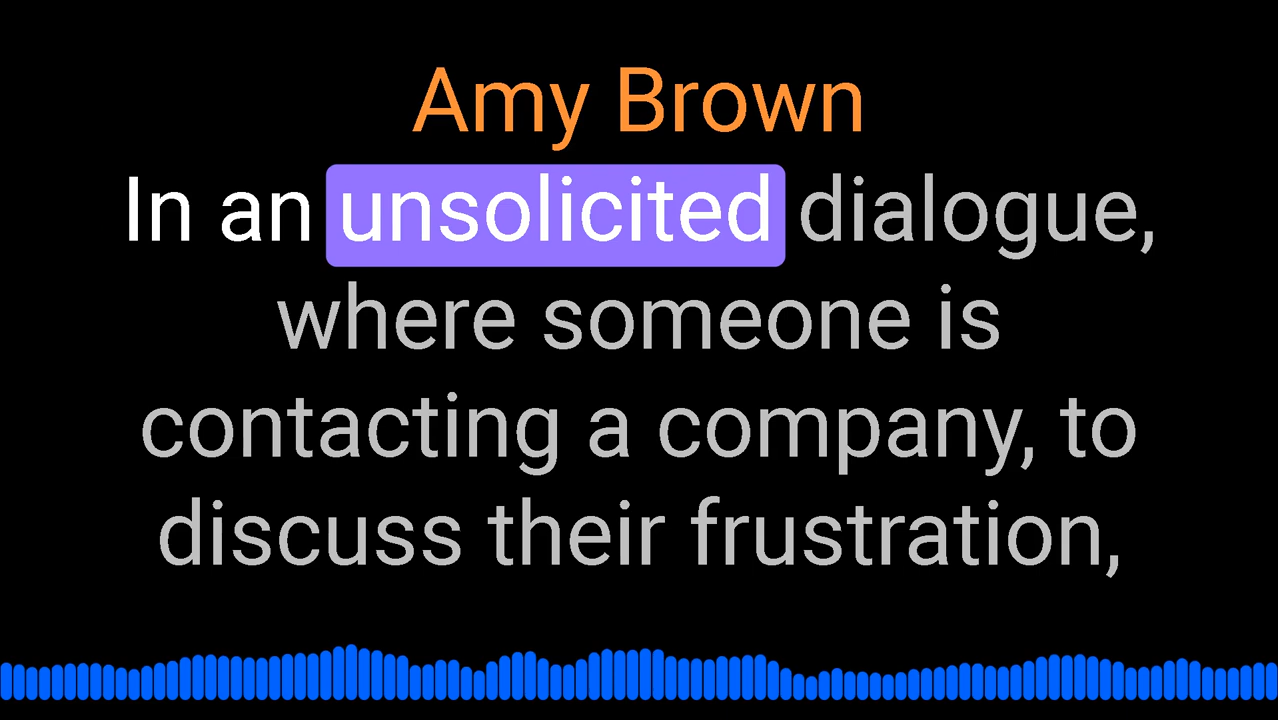 Amy Brown
In an unsolicited dialogue,
where someone is
contacting a company, to
discuss their frustration,